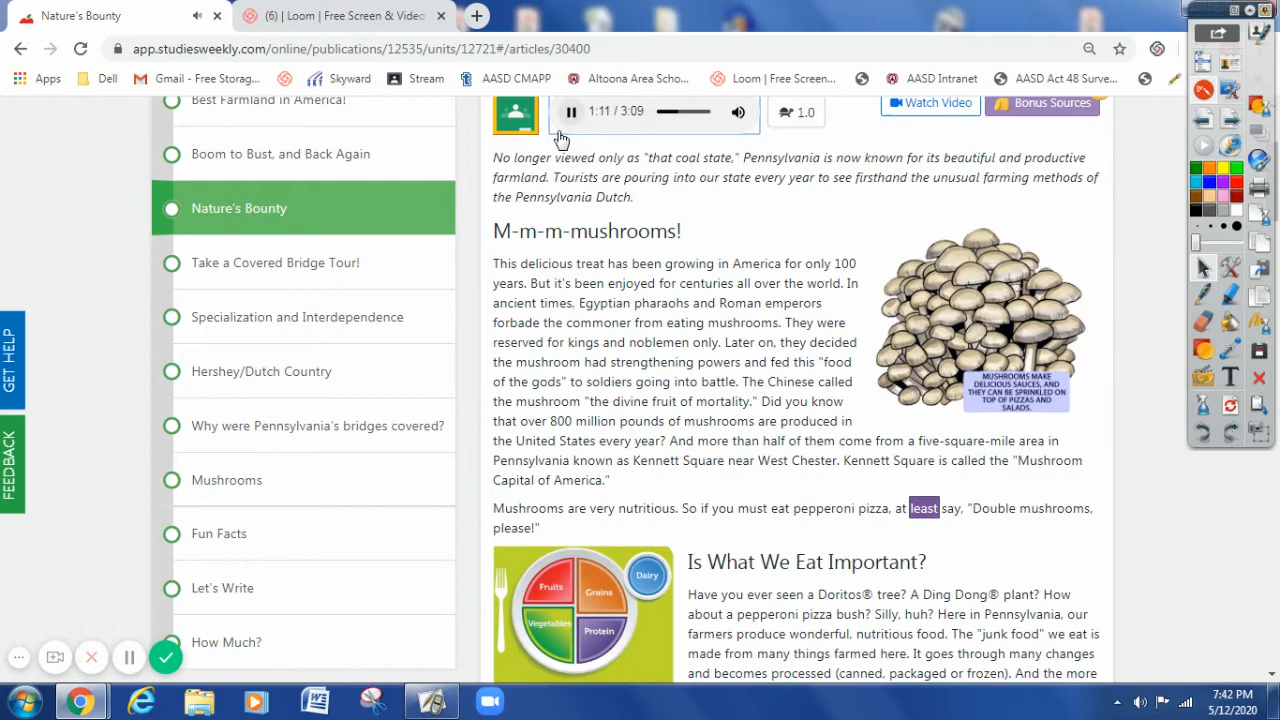 Nature's Bounty
(6) | Loom | Free Screen & Video
app.studiesweekly.com/online/publications/12535/units/12721#/articles/30400
Apps Dell Gmail - Free Storag... Skyward Stream AASD CMAPP Altoona Area Scho... Loom | Free Screen... AASD Intranet AASD Act 48 Surve...
Best Farmland in America!
Boom to Bust, and Back Again
Nature's Bounty
Take a Covered Bridge Tour!
Specialization and Interdependence
Hershey/Dutch Country
Why were Pennsylvania's bridges covered?
Mushrooms
Fun Facts
Let's Write
How Much?
GET HELP
FEEDBACK
1:11 / 3:09
1.0
Watch Video
Bonus Sources
No longer viewed only as "that coal state," Pennsylvania is now known for its beautiful and productive
farmland. Tourists are pouring into our state every year to see firsthand the unusual farming methods of
the Pennsylvania Dutch.
M-m-m-mushrooms!
This delicious treat has been growing in America for only 100
years. But it's been enjoyed for centuries all over the world. In
ancient times, Egyptian pharaohs and Roman emperors
forbade the commoner from eating mushrooms. They were
reserved for kings and noblemen only. Later on, they decided
the mushroom had strengthening powers and fed this "food
of the gods" to soldiers going into battle. The Chinese called
the mushroom "the divine fruit of mortality." Did you know
that over 800 million pounds of mushrooms are produced in
the United States every year? And more than half of them come from a five-square-mile area in
Pennsylvania known as Kennett Square near West Chester. Kennett Square is called the "Mushroom
Capital of America."
MUSHROOMS MAKE
DELICIOUS SAUCES, AND
THEY CAN BE SPRINKLED ON
TOP OF PIZZAS AND
SALADS.
Mushrooms are very nutritious. So if you must eat pepperoni pizza, at least say, "Double mushrooms,
please!"
Fruits
Grains
Dairy
Vegetables
Protein
Is What We Eat Important?
Have you ever seen a Doritos® tree? A Ding Dong® plant? How
about a pepperoni pizza bush? Silly, huh? Here in Pennsylvania, our
farmers produce wonderful, nutritious food. The "junk food" we eat is
made from many things farmed here. It goes through many changes
and becomes processed (canned, packaged or frozen). And the more
7:42 PM
5/12/2020